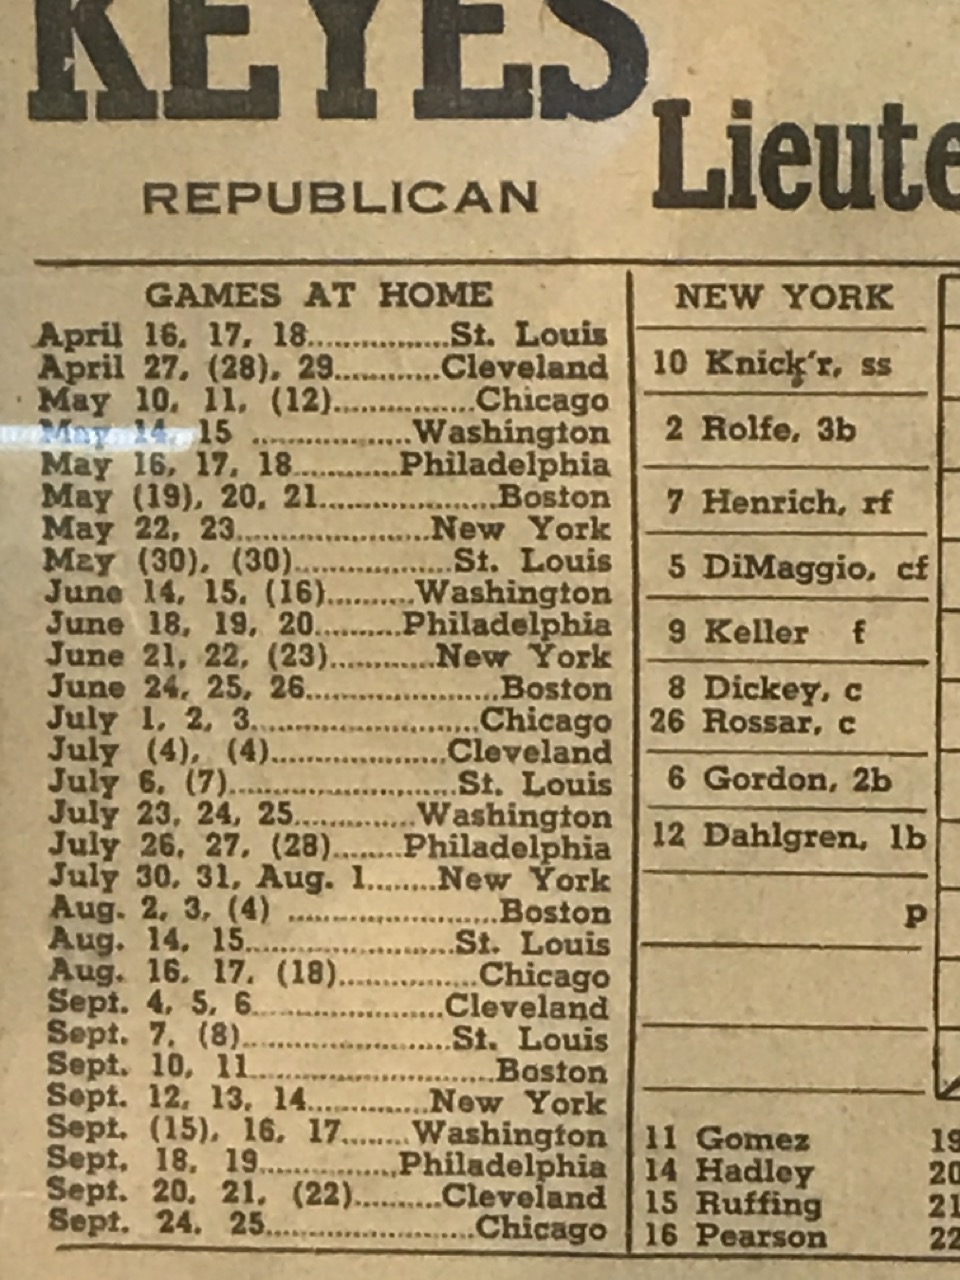 KEYES
REPUBLICAN
Lieute
GAMES AT HOME
April 16, 17, 18................St. Louis
April 27, (28), 29............Cleveland
May 10, 11, (12)................Chicago
May 14, 15 ..................Washington
May 16, 17, 18...........Philadelphia
May (19), 20, 21....................Boston
May 22, 23......................New York
May (30), (30)..................St. Louis
June 14, 15, (16)..........Washington
June 18, 19, 20..........Philadelphia
June 21, 22, (23)............New York
June 24, 25, 26......................Boston
July 1, 2, 3..........................Chicago
July (4), (4)....................Cleveland
July 6, (7)..........................St. Louis
July 23, 24, 25..............Washington
July 26, 27, (28)........Philadelphia
July 30, 31, Aug. 1........New York
Aug. 2, 3, (4) ........................Boston
Aug. 14, 15........................St. Louis
Aug. 16, 17, (18)................Chicago
Sept. 4, 5, 6......................Cleveland
Sept. 7, (8)........................St. Louis
Sept. 10, 11............................Boston
Sept. 12, 13, 14..............New York
Sept. (15), 16, 17........Washington
Sept. 18, 19................Philadelphia
Sept. 20, 21, (22)..........Cleveland
Sept. 24, 25........................Chicago
NEW YORK
10 Knick'r, ss
2 Rolfe, 3b
7 Henrich, rf
5 DiMaggio, cf
9 Keller f
8 Dickey, c
26 Rossar, c
6 Gordon, 2b
12 Dahlgren, 1b
p
11 Gomez 19
14 Hadley 20
15 Ruffing 21
16 Pearson 22